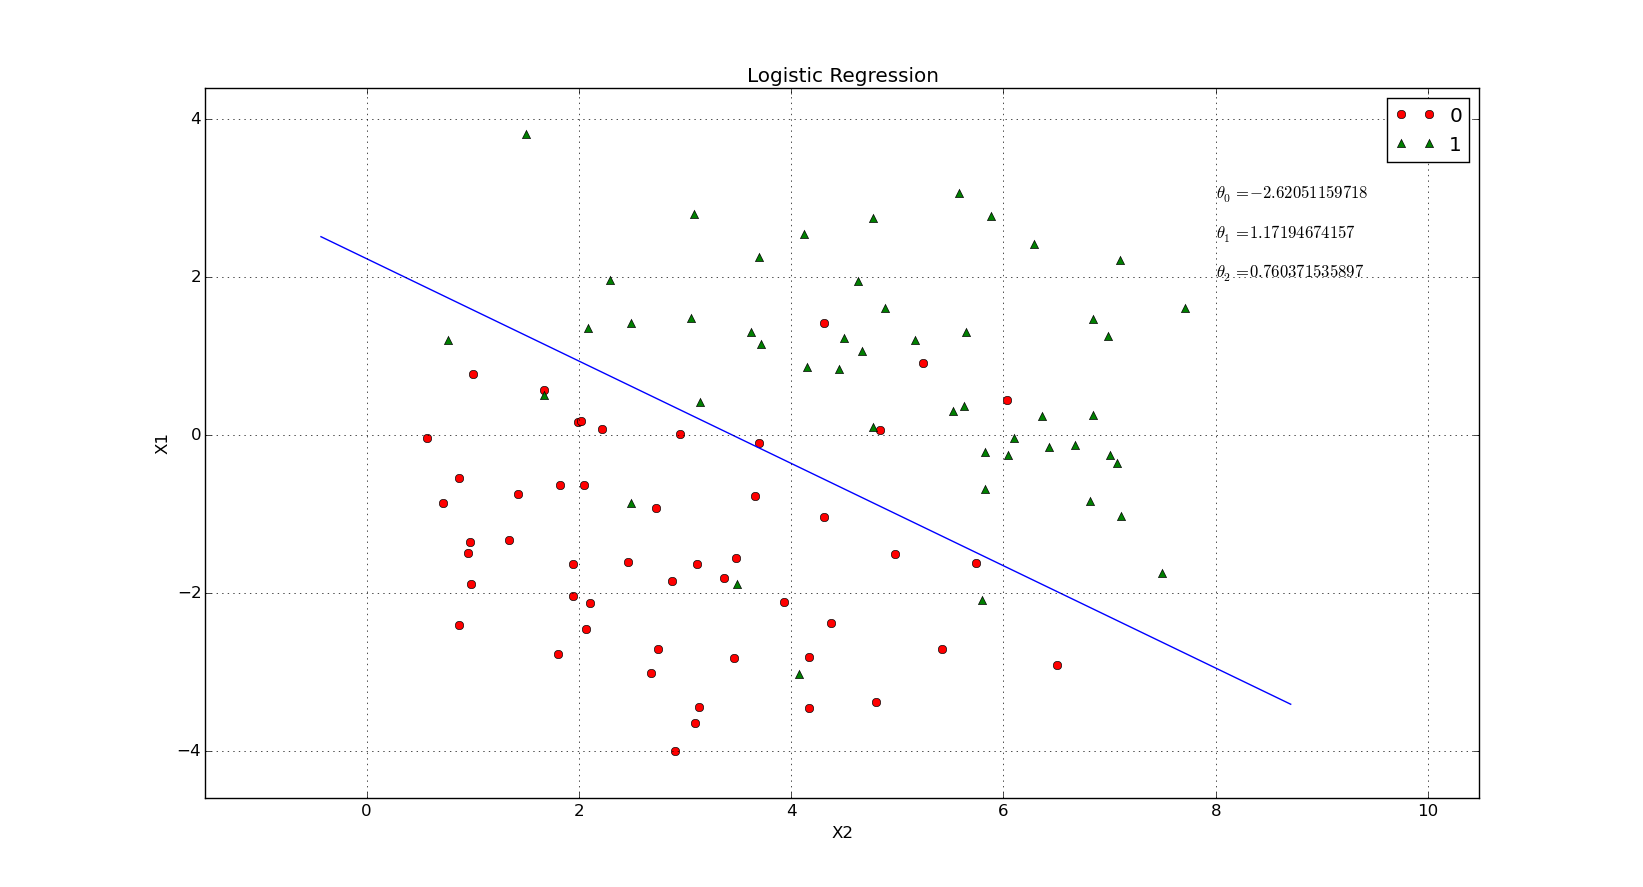 Logistic Regression
4
2
0
−2
−4
X1
0
1
θ0 =−2.62051159718
θ1 =1.17194674157
θ2 =0.760371535897
0 2 4 6 8 10
X2